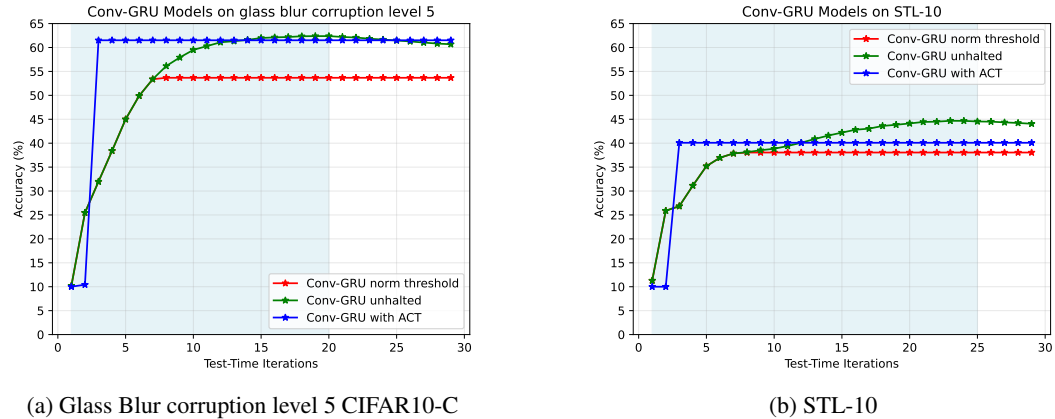 Conv-GRU Models on glass blur corruption level 5
65
60
55
50
45
40
35
30
25
20
15
10
5
0
Accuracy (%)
Conv-GRU norm threshold
Conv-GRU unhalted
Conv-GRU with ACT
0 5 10 15 20 25 30
Test-Time Iterations
(a) Glass Blur corruption level 5 CIFAR10-C
Conv-GRU Models on STL-10
65
60
55
50
45
40
35
30
25
20
15
10
5
0
Accuracy (%)
Conv-GRU norm threshold
Conv-GRU unhalted
Conv-GRU with ACT
0 5 10 15 20 25 30
Test-Time Iterations
(b) STL-10